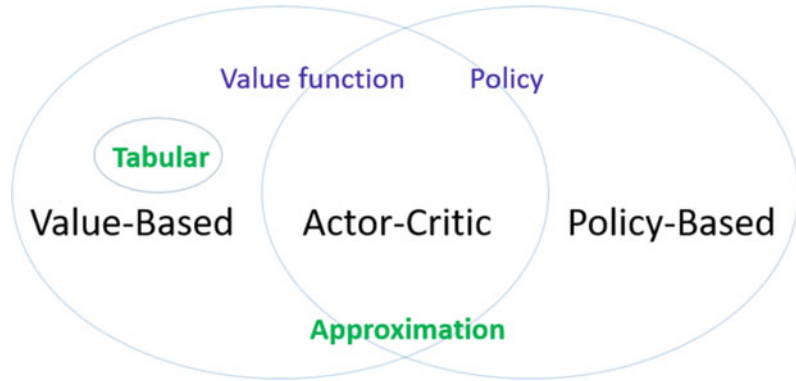 Value function
Policy
Tabular
Value-Based
Actor-Critic
Policy-Based
Approximation